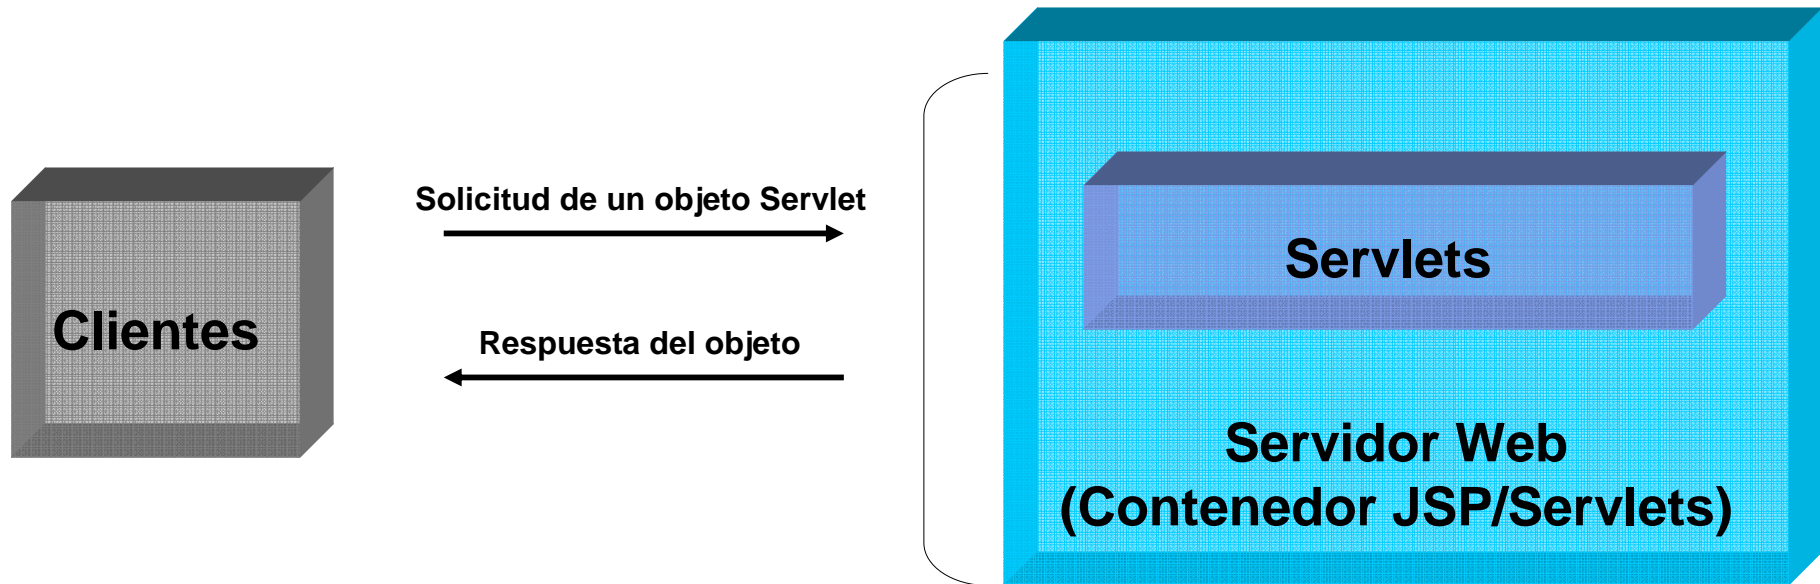 Solicitud de un objeto Servlet
Servlets
Clientes
Respuesta del objeto
Servidor Web
(Contenedor JSP/Servlets)